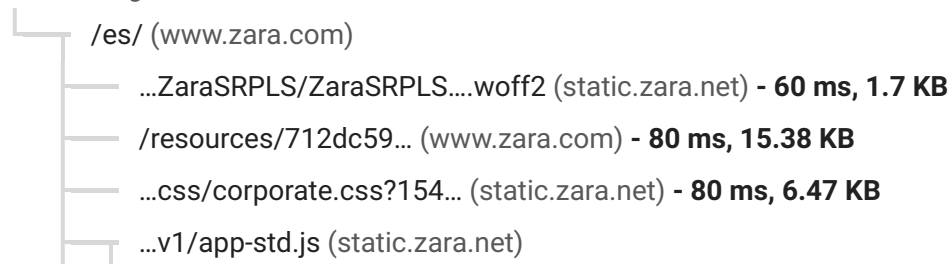 /es/ (www.zara.com)
…ZaraSRPLS/ZaraSRPLS….woff2 (static.zara.net) - 60 ms, 1.7 KB
/resources/712dc59… (www.zara.com) - 80 ms, 15.38 KB
…css/corporate.css?154… (static.zara.net) - 80 ms, 6.47 KB
…v1/app-std.js (static.zara.net)